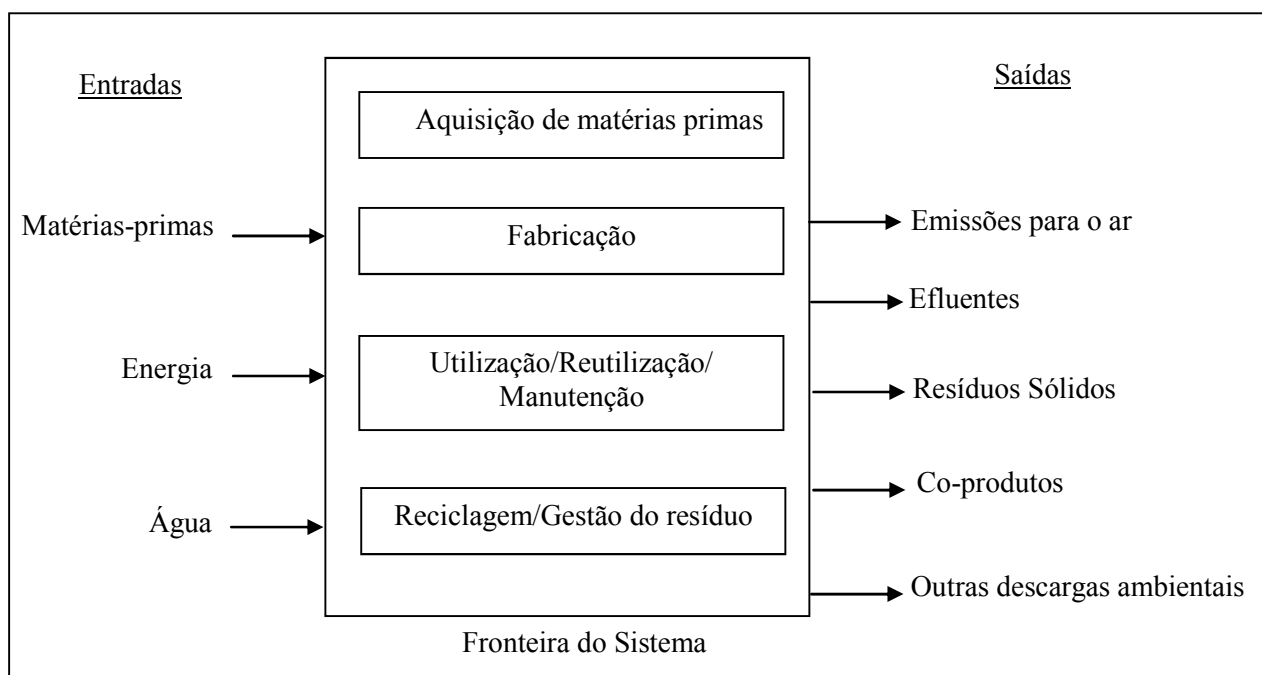 Entradas
Saídas
Aquisição de matérias primas
Matérias-primas
Fabricação
Emissões para o ar
Efluentes
Energia
Utilização/Reutilização/
Manutenção
Resíduos Sólidos
Co-produtos
Água
Reciclagem/Gestão do resíduo
Outras descargas ambientais
Fronteira do Sistema